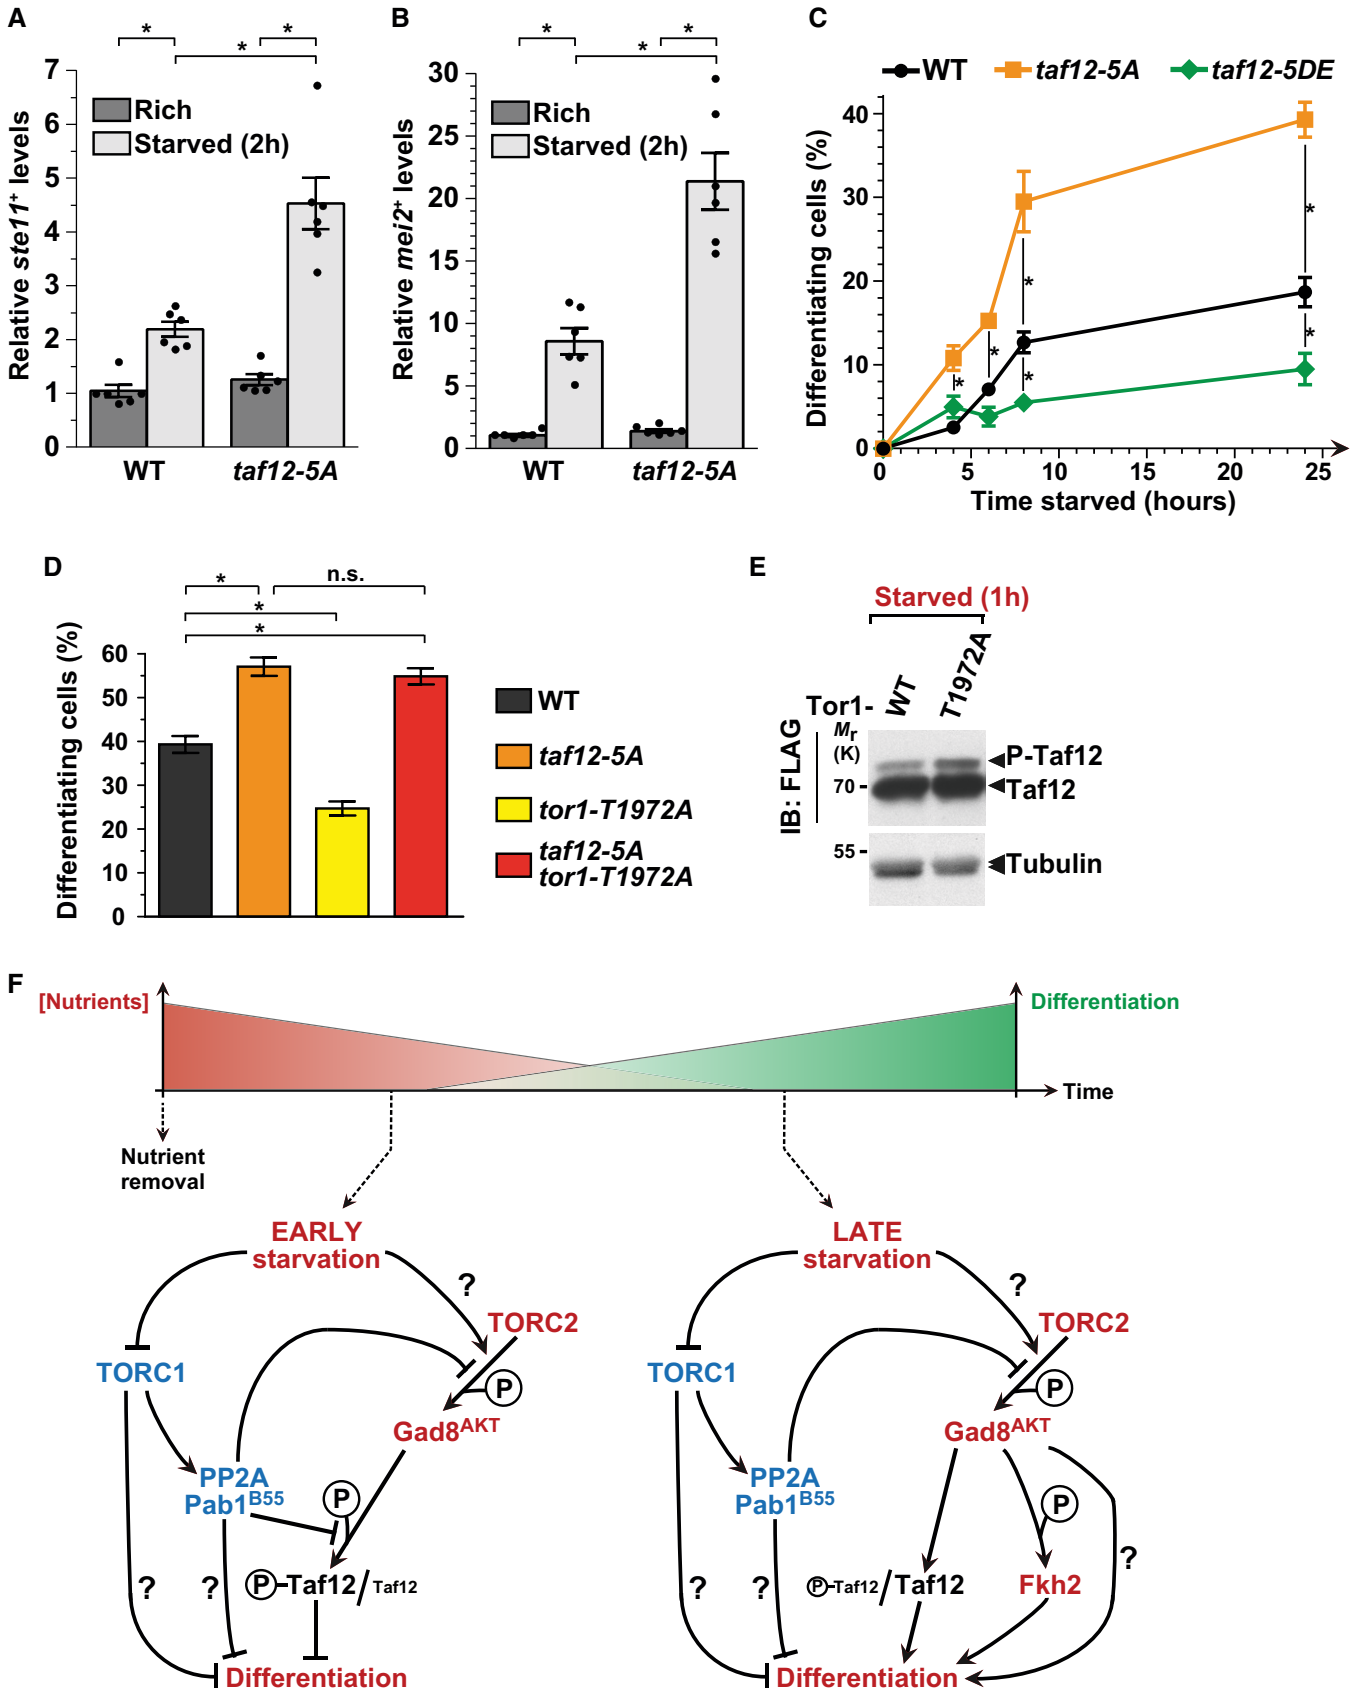 A
*
*
*
Relative ste11+ levels
7
6
5
4
3
2
1
0
Rich
Starved (2h)
WT
taf12-5A
B
*
*
*
Relative mei2+ levels
30
25
20
15
10
5
0
Rich
Starved (2h)
WT
taf12-5A
C
WT
taf12-5A
taf12-5DE
Differentiating cells (%)
40
30
20
10
0
*
*
*
*
*
*
0
5
10
15
20
25
Time starved (hours)
D
*
n.s.
*
*
Differentiating cells (%)
60
50
40
30
20
10
0
WT
taf12-5A
tor1-T1972A
taf12-5A
tor1-T1972A
E
Starved (1h)
Tor1-
WT
T1972A
IB: FLAG
Mr
(K)
70
55
P-Taf12
Taf12
Tubulin
F
[Nutrients]
Differentiation
Time
Nutrient
removal
EARLY
starvation
?
TORC2
TORC1
P
Gad8AKT
PP2A
Pab1B55
P
P-Taf12/Taf12
?
?
Differentiation
LATE
starvation
?
TORC2
TORC1
P
Gad8AKT
PP2A
Pab1B55
P
P-Taf12/Taf12
Fkh2
?
?
?
Differentiation